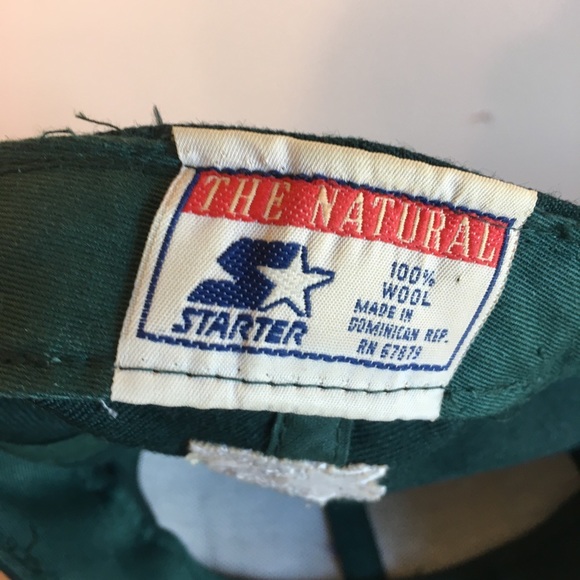 THE NATURAL
STARTER
100%
WOOL
MADE IN
DOMINICAN REP.
RN 67879